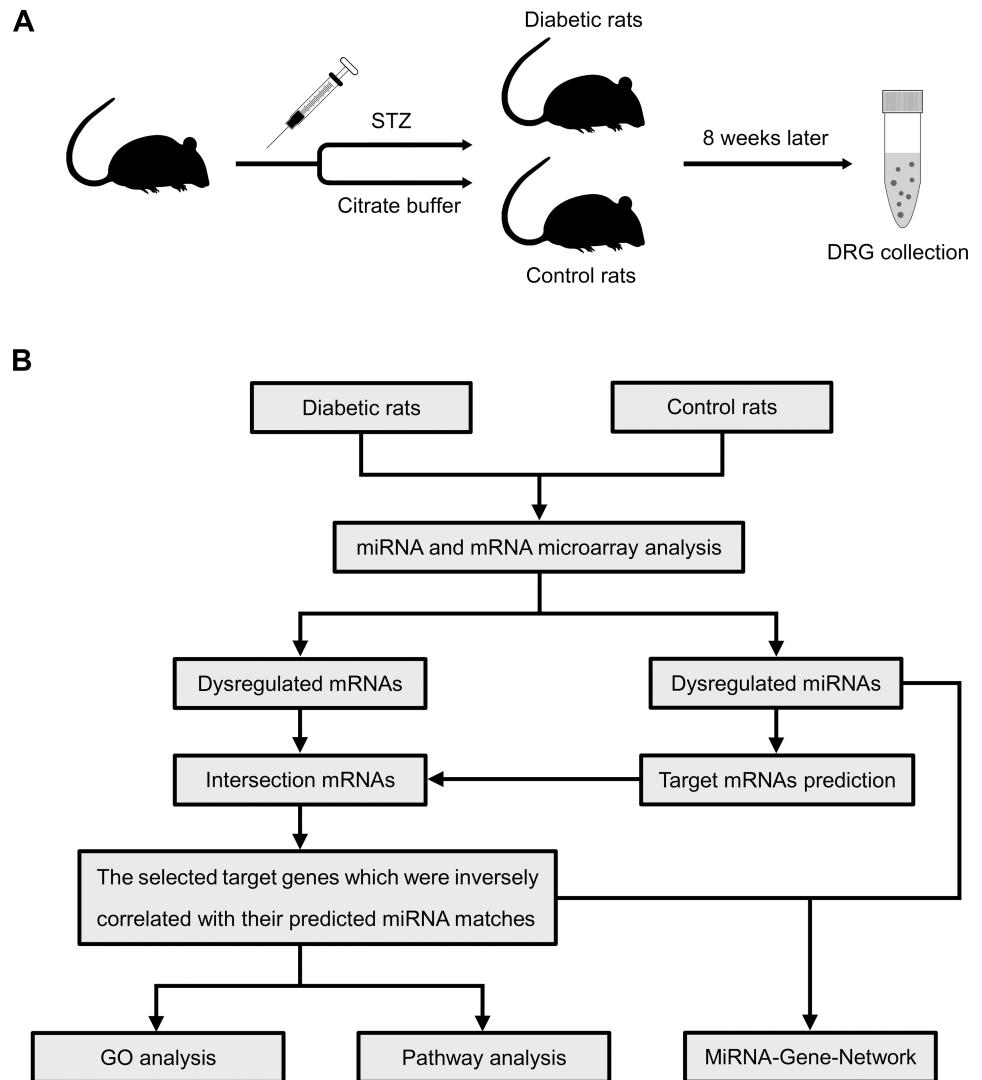 A
Diabetic rats
STZ
8 weeks later
Citrate buffer
DRG collection
Control rats
B
Diabetic rats
Control rats
miRNA and mRNA microarray analysis
Dysregulated mRNAs
Dysregulated miRNAs
Intersection mRNAs
Target mRNAs prediction
The selected target genes which were inversely
correlated with their predicted miRNA matches
GO analysis
Pathway analysis
MiRNA-Gene-Network